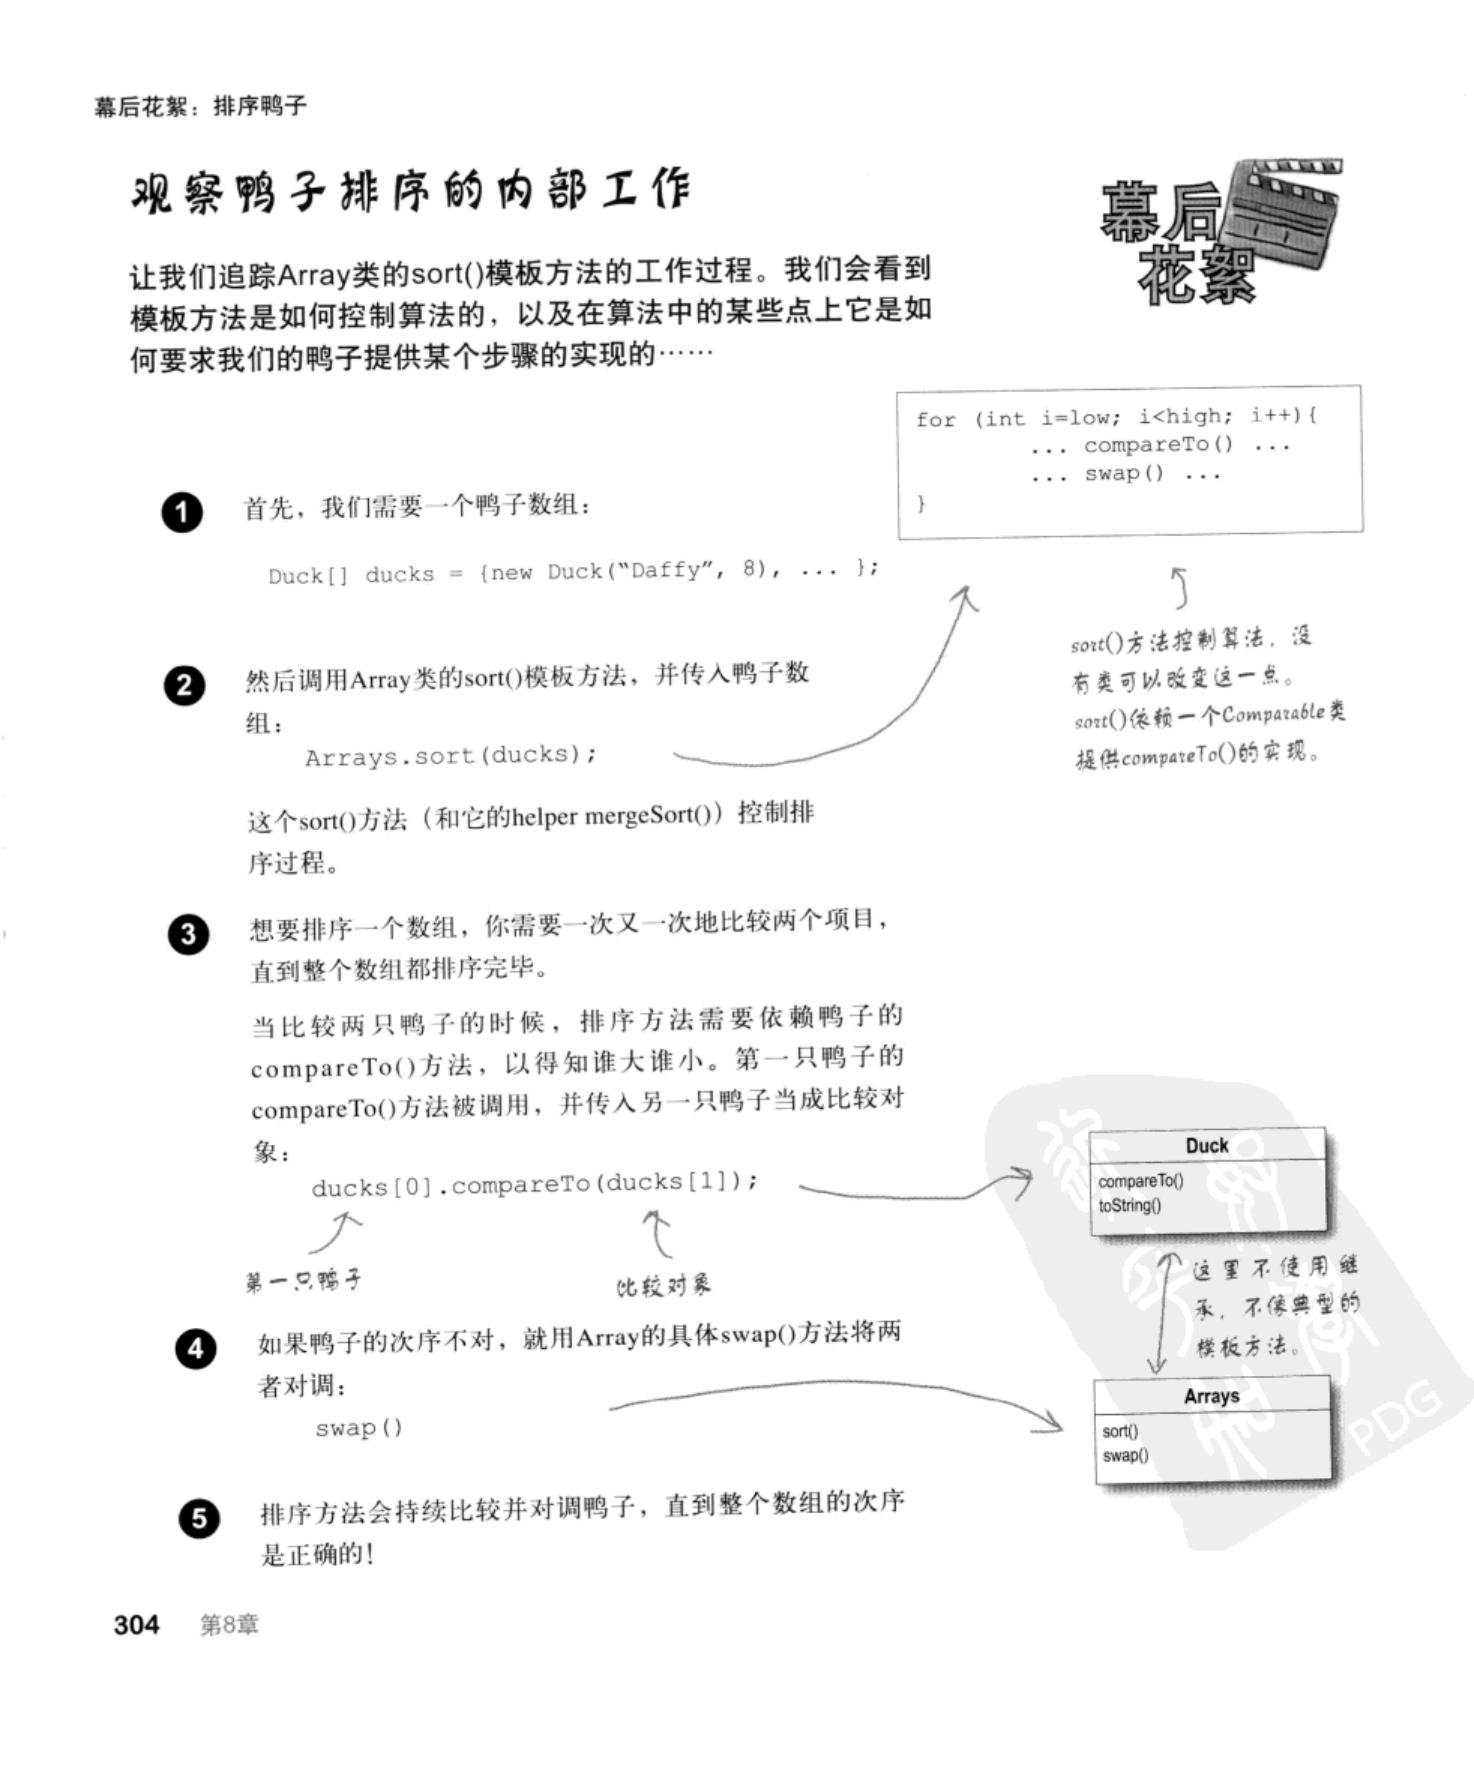 幕后花絮：排序鸭子
观察鸭子排序的内部工作
幕后
花絮
让我们追踪Array类的sort()模板方法的工作过程。我们会看到
模板方法是如何控制算法的，以及在算法中的某些点上它是如
何要求我们的鸭子提供某个步骤的实现的……
for (int i=low; i<high; i++){
... compareTo() ...
... swap() ...
}
1 首先，我们需要一个鸭子数组：
Duck[] ducks = {new Duck(“Daffy”, 8), ... };
sort()方法控制算法，没
有类可以改变这一点。
sort()依赖一个Comparable类
提供compareTo()的实现。
2 然后调用Array类的sort()模板方法，并传入鸭子数
组：
Arrays.sort(ducks);
这个sort()方法（和它的helper mergeSort()）控制排
序过程。
3 想要排序一个数组，你需要一次又一次地比较两个项目，
直到整个数组都排序完毕。
当比较两只鸭子的时候，排序方法需要依赖鸭子的
compareTo()方法，以得知谁大谁小。第一只鸭子的
compareTo()方法被调用，并传入另一只鸭子当成比较对
象：
ducks[0].compareTo(ducks[1]);
第一只鸭子
比较对象
Duck
compareTo()
toString()
这里不使用继
承，不像典型的
模板方法。
Arrays
sort()
swap()
4 如果鸭子的次序不对，就用Array的具体swap()方法将两
者对调：
swap()
5 排序方法会持续比较并对调鸭子，直到整个数组的次序
是正确的！
PDG
304 第8章